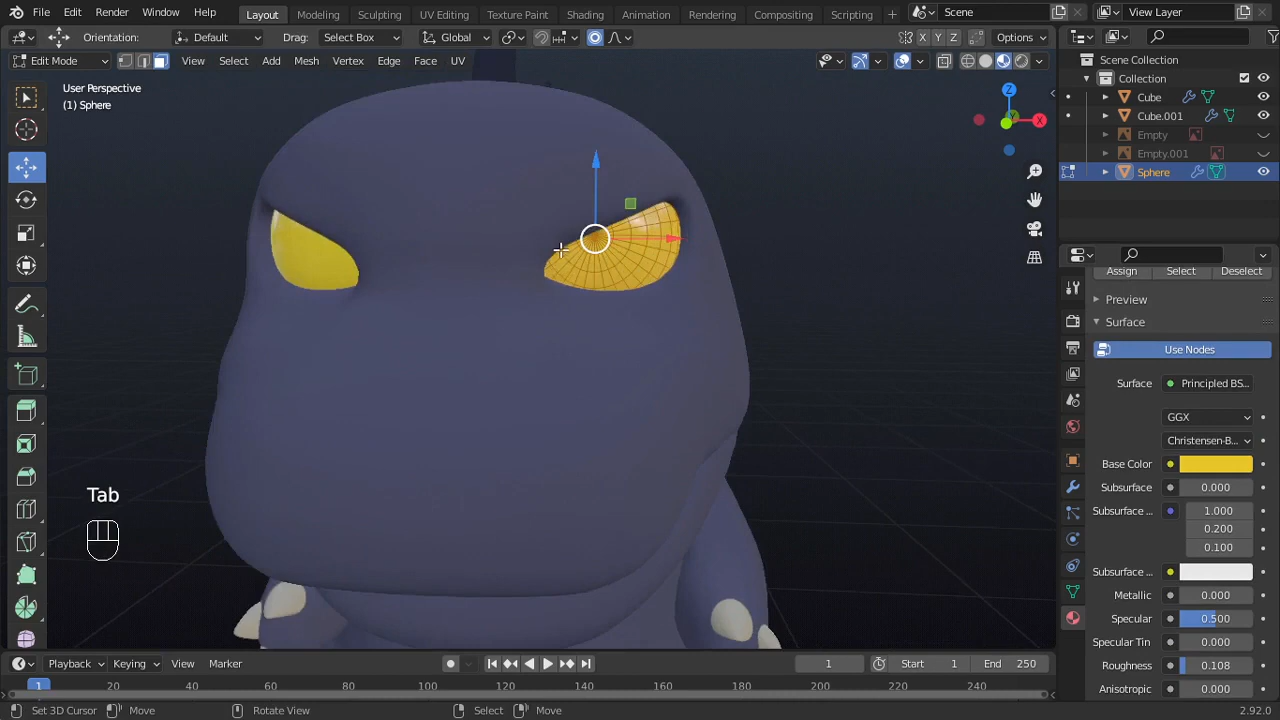 File Edit Render Window Help Layout Modeling Sculpting UV Editing Texture Paint Shading Animation Rendering Compositing Scripting + Scene View Layer
Orientation: Default Drag: Select Box Global X Y Z Options
Edit Mode View Select Add Mesh Vertex Edge Face UV
User Perspective
(1) Sphere
Z
X
Y
Scene Collection
Collection
Cube
Cube.001
Empty
Empty.001
Sphere
Assign Select Deselect
Preview
Surface
Use Nodes
Surface Principled BS...
GGX
Christensen-B...
Base Color
Subsurface 0.000
Subsurface ... 1.000
0.200
0.100
Subsurface ...
Metallic 0.000
Specular 0.500
Specular Tin 0.000
Roughness 0.108
Anisotropic 0.000
Tab
Playback Keying View Marker 1 Start 1 End 250
1 20 40 60 80 100 120 140 160 180 200 220 240
Set 3D Cursor Move Rotate View Select Move 2.92.0